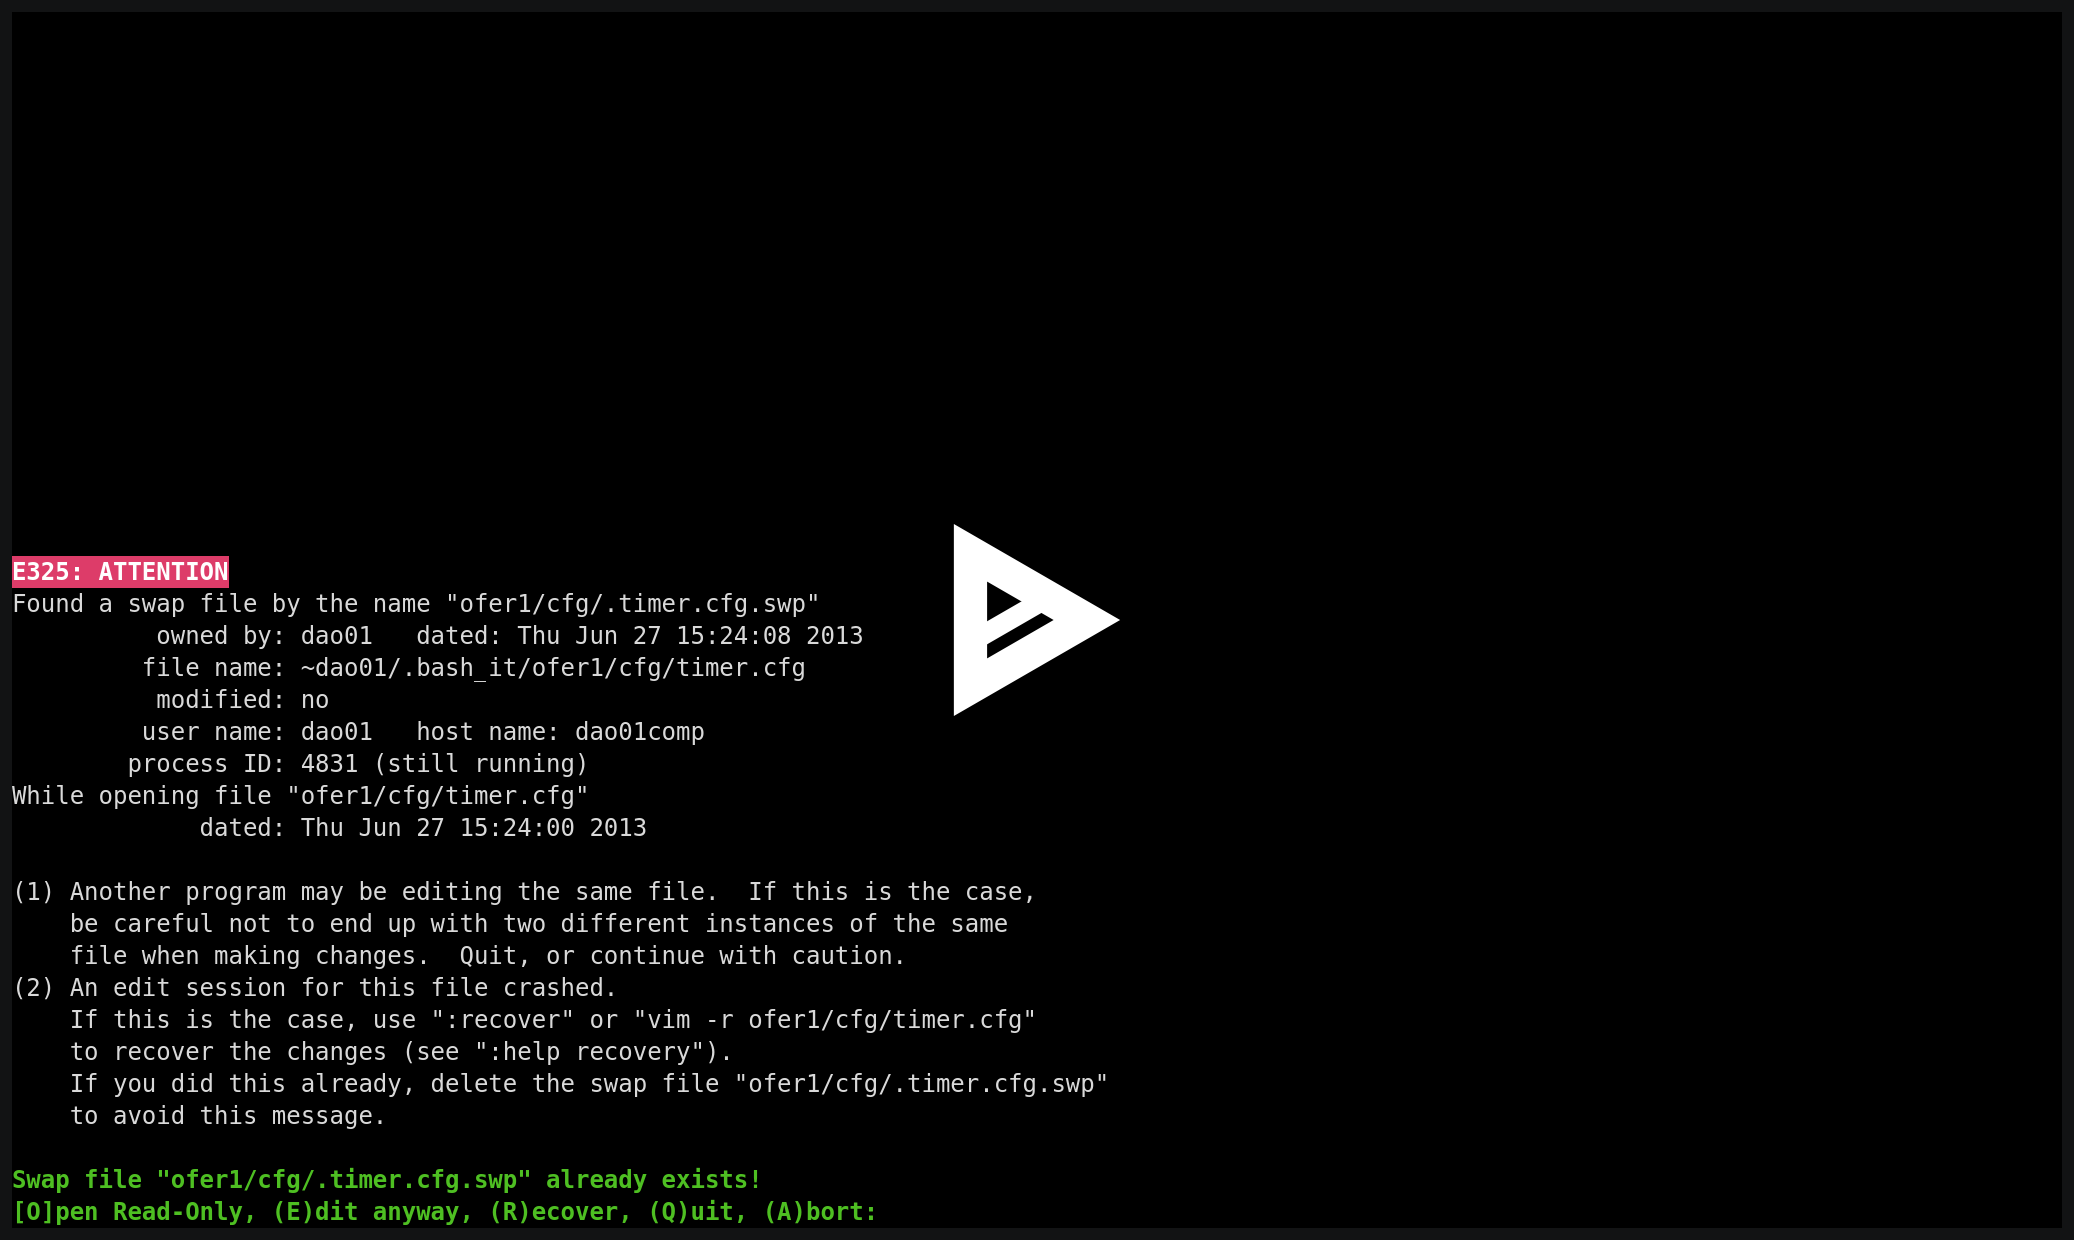 E325: ATTENTION
Found a swap file by the name "ofer1/cfg/.timer.cfg.swp"
          owned by: dao01   dated: Thu Jun 27 15:24:08 2013
         file name: ~dao01/.bash_it/ofer1/cfg/timer.cfg
          modified: no
         user name: dao01   host name: dao01comp
        process ID: 4831 (still running)
While opening file "ofer1/cfg/timer.cfg"
             dated: Thu Jun 27 15:24:00 2013

(1) Another program may be editing the same file.  If this is the case,
    be careful not to end up with two different instances of the same
    file when making changes.  Quit, or continue with caution.
(2) An edit session for this file crashed.
    If this is the case, use ":recover" or "vim -r ofer1/cfg/timer.cfg"
    to recover the changes (see ":help recovery").
    If you did this already, delete the swap file "ofer1/cfg/.timer.cfg.swp"
    to avoid this message.

Swap file "ofer1/cfg/.timer.cfg.swp" already exists!
[O]pen Read-Only, (E)dit anyway, (R)ecover, (Q)uit, (A)bort: